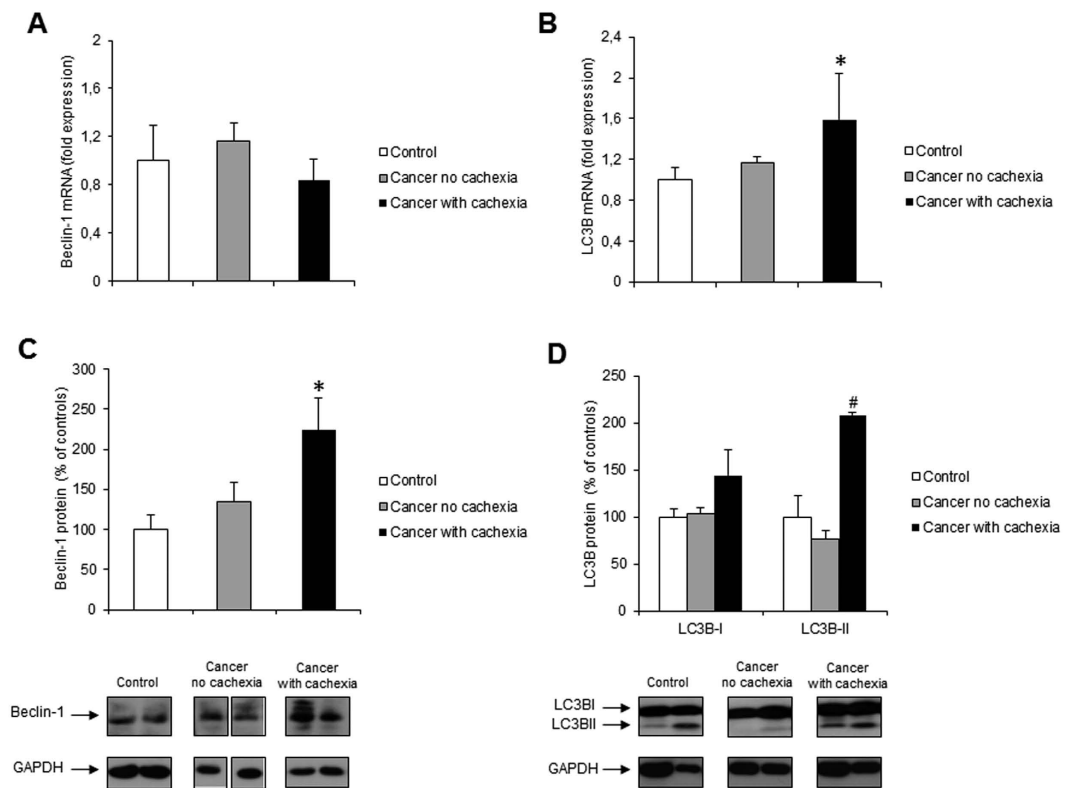 A
Beclin-1 mRNA (fold expression)
2
1,6
1,2
0,8
0,4
0
Control
Cancer no cachexia
Cancer with cachexia
B
LC3B mRNA (fold expression)
2,4
2
1,6
1,2
0,8
0,4
0
*
Control
Cancer no cachexia
Cancer with cachexia
C
Beclin-1 protein (% of controls)
300
250
200
150
100
50
0
*
Control
Cancer no cachexia
Cancer with cachexia
Control
Cancer
no cachexia
Cancer
with cachexia
Beclin-1
GAPDH
D
LC3B protein (% of controls)
250
200
150
100
50
0
#
LC3B-I
LC3B-II
Control
Cancer no cachexia
Cancer with cachexia
Control
Cancer
no cachexia
Cancer
with cachexia
LC3BI
LC3BII
GAPDH